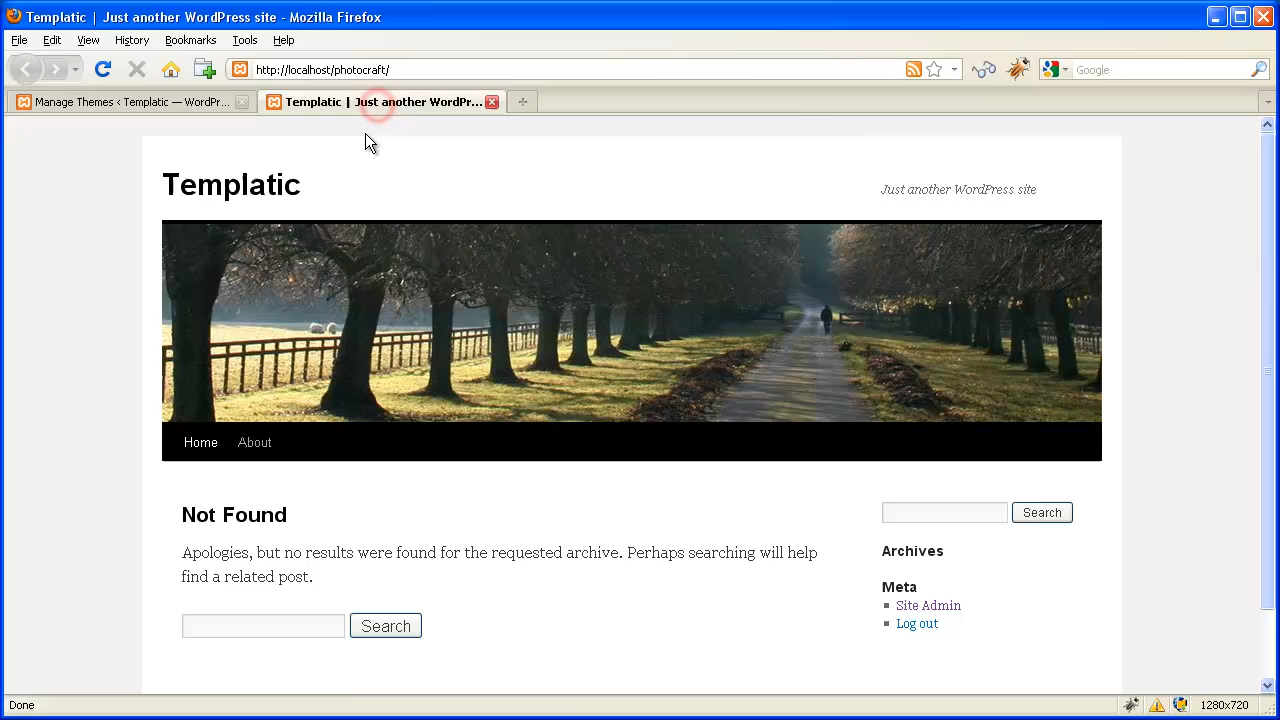 Templatic | Just another WordPress site - Mozilla Firefox
File Edit View History Bookmarks Tools Help
http://localhost/photocraft/
Google
Manage Themes ‹ Templatic — WordPr...
Templatic | Just another WordPr...
Templatic
Just another WordPress site
Home About
Not Found
Apologies, but no results were found for the requested archive. Perhaps searching will help
find a related post.
Search
Search
Archives
Meta
Site Admin
Log out
Done
1280x720